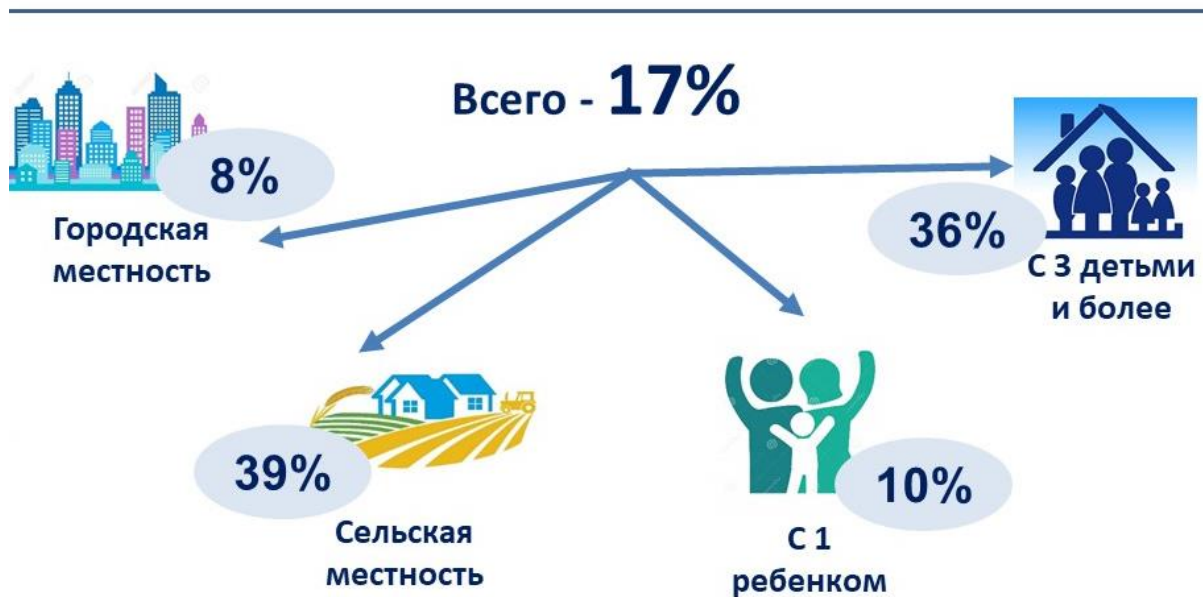 Всего - 17%
8%
Городская
местность
36%
С 3 детьми
и более
39%
Сельская
местность
10%
С 1
ребенком